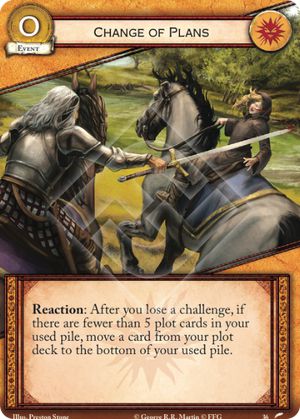 0
EVENT
CHANGE OF PLANS
Reaction: After you lose a challenge, if
there are fewer than 5 plot cards in your
used pile, move a card from your plot
deck to the bottom of your used pile.
Illus. Preston Stone
© George R.R. Martin © FFG
16